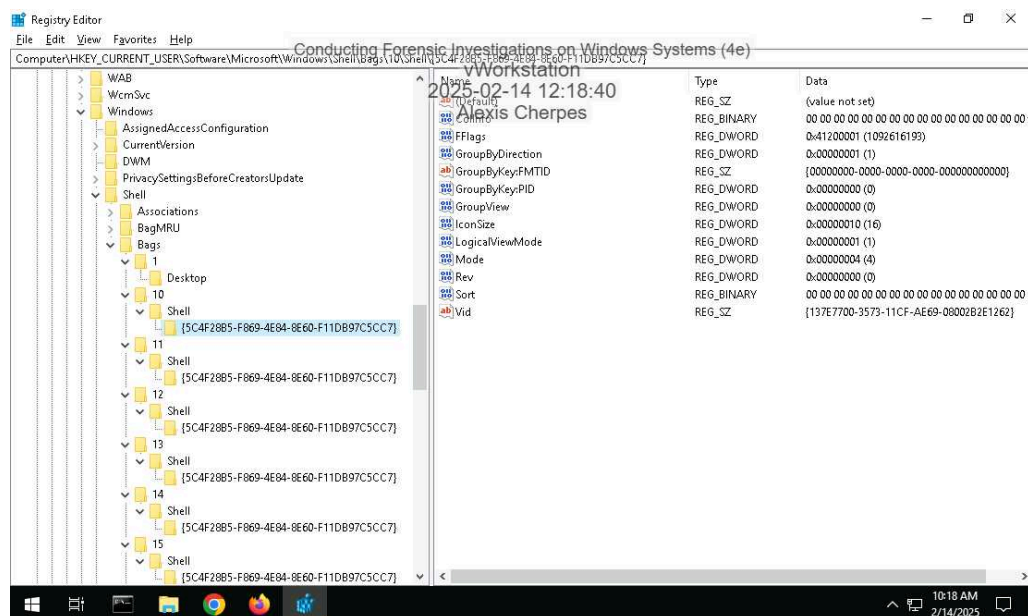 Registry Editor
File Edit View Favorites Help
Computer\HKEY_CURRENT_USER\Software\Microsoft\Windows\Shell\Bags\10\Shell\{5C4F28B5-F869-4E84-8E60-F11DB97C5CC7}
Conducting Forensic Investigations on Windows Systems (4e)
vWorkstation
2025-02-14 12:18:40
Alexis Cherpes
WAB
WcmSvc
Windows
AssignedAccessConfiguration
CurrentVersion
DWM
PrivacySettingsBeforeCreatorsUpdate
Shell
Associations
BagMRU
Bags
1
Desktop
10
Shell
{5C4F28B5-F869-4E84-8E60-F11DB97C5CC7}
11
Shell
{5C4F28B5-F869-4E84-8E60-F11DB97C5CC7}
12
Shell
{5C4F28B5-F869-4E84-8E60-F11DB97C5CC7}
13
Shell
{5C4F28B5-F869-4E84-8E60-F11DB97C5CC7}
14
Shell
{5C4F28B5-F869-4E84-8E60-F11DB97C5CC7}
15
Shell
{5C4F28B5-F869-4E84-8E60-F11DB97C5CC7}
Name Type Data
(Default) REG_SZ (value not set)
ColInfo REG_BINARY 00 00 00 00 00 00 00 00 00 00 00 00 00 00 00 00
FFlags REG_DWORD 0x41200001 (1092616193)
GroupByDirection REG_DWORD 0x00000001 (1)
GroupByKey:FMTID REG_SZ {00000000-0000-0000-0000-000000000000}
GroupByKey:PID REG_DWORD 0x00000000 (0)
GroupView REG_DWORD 0x00000000 (0)
IconSize REG_DWORD 0x00000010 (16)
LogicalViewMode REG_DWORD 0x00000001 (1)
Mode REG_DWORD 0x00000004 (4)
Rev REG_DWORD 0x00000000 (0)
Sort REG_BINARY 00 00 00 00 00 00 00 00 00 00 00 00 00 00 00 00
Vid REG_SZ {137E7700-3573-11CF-AE69-08002B2E1262}
10:18 AM
2/14/2025